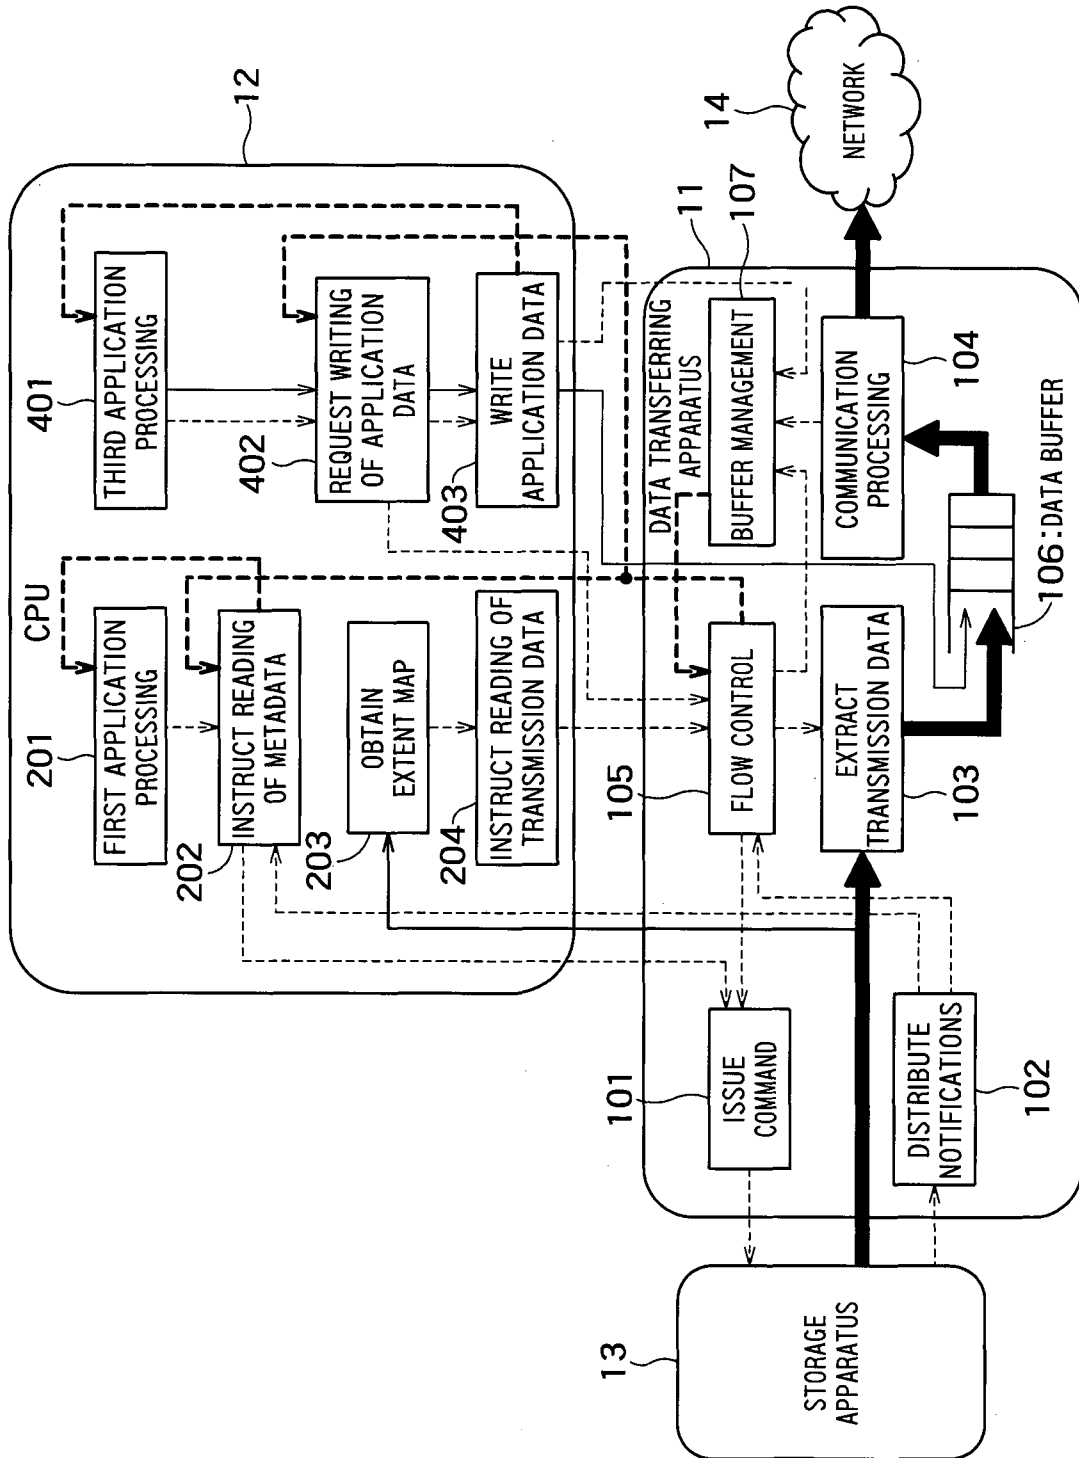 12
CPU
201
FIRST APPLICATION
PROCESSING
202
INSTRUCT READING
OF METADATA
203
OBTAIN
EXTENT MAP
204
INSTRUCT READING OF
TRANSMISSION DATA
401
THIRD APPLICATION
PROCESSING
402
REQUEST WRITING
OF APPLICATION
DATA
403
WRITE
APPLICATION DATA
13
STORAGE
APPARATUS
11
DATA TRANSFERRING
APPARATUS
101
ISSUE
COMMAND
102
DISTRIBUTE
NOTIFICATIONS
105
FLOW CONTROL
103
EXTRACT
TRANSMISSION DATA
107
BUFFER MANAGEMENT
104
COMMUNICATION
PROCESSING
106:DATA BUFFER
14
NETWORK